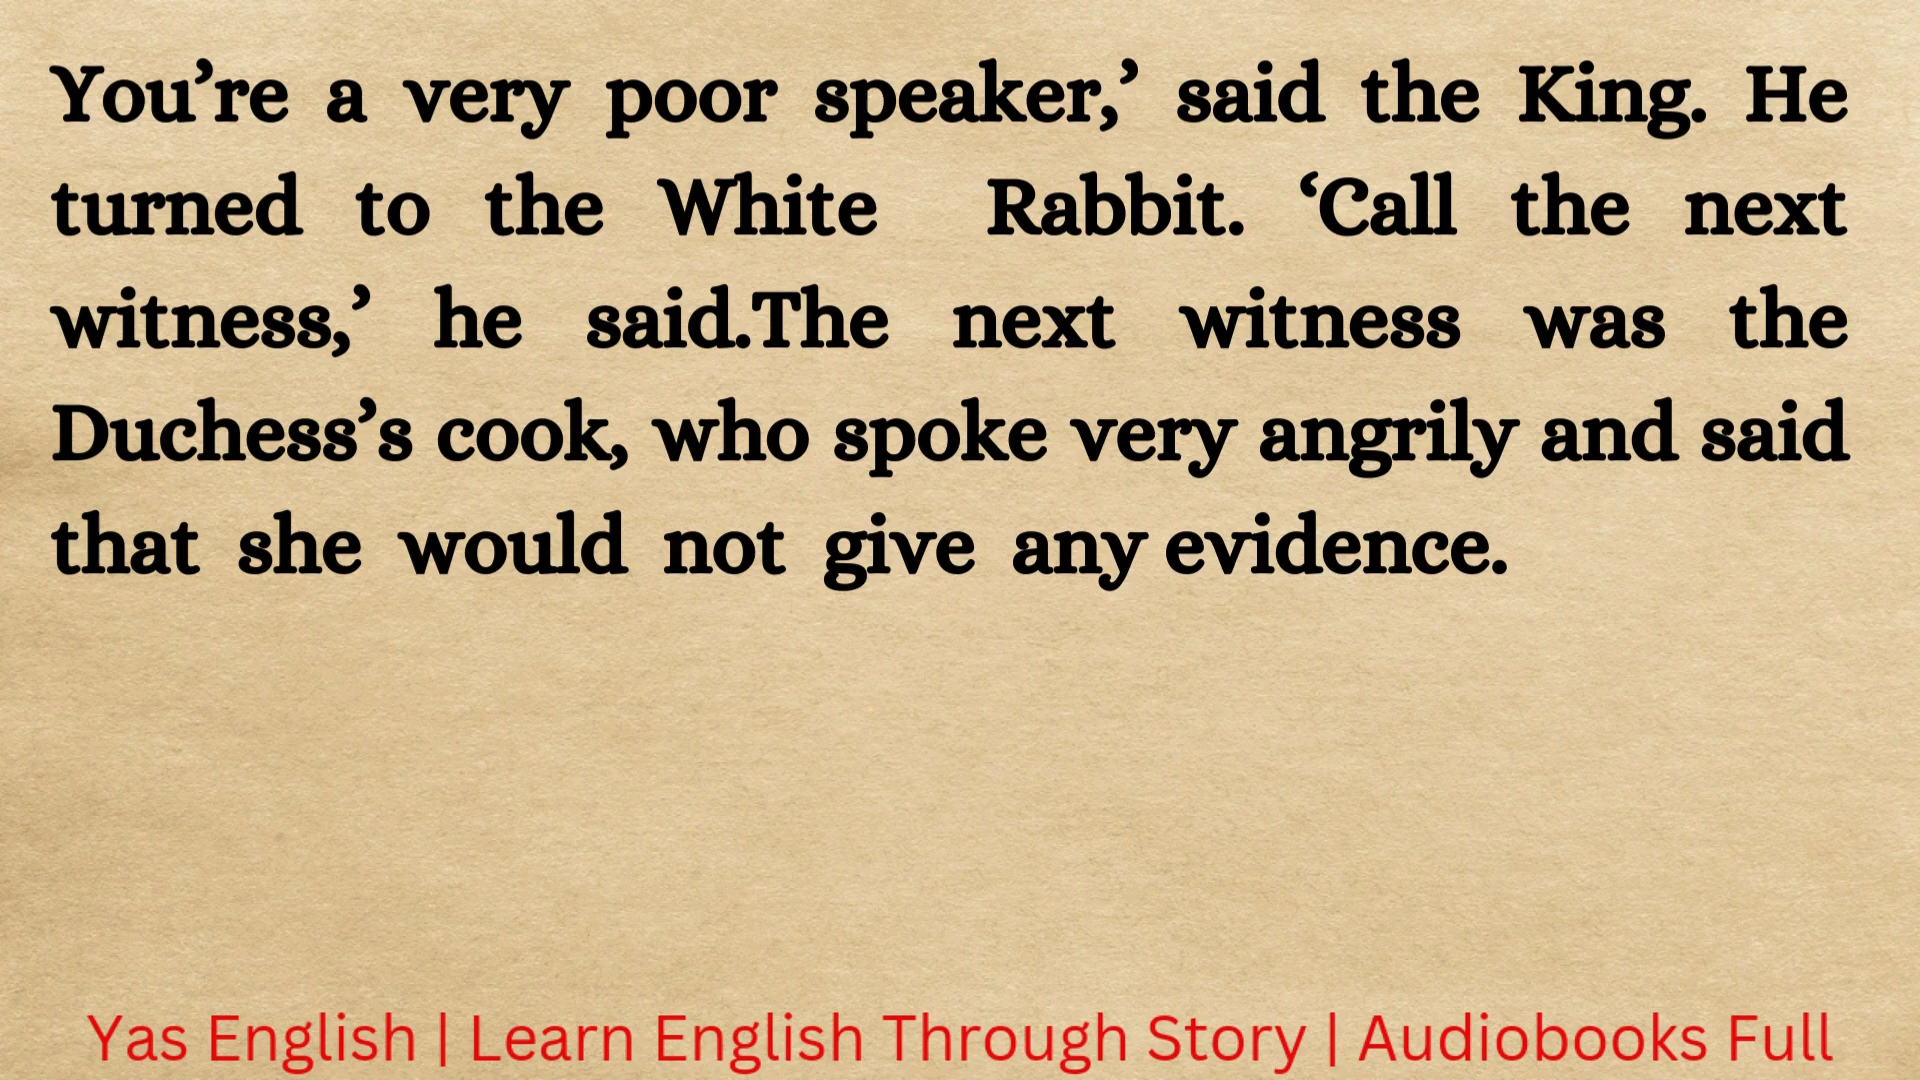 You’re a very poor speaker,’ said the King. He
turned to the White Rabbit. ‘Call the next
witness,’ he said.The next witness was the
Duchess’s cook, who spoke very angrily and said
that she would not give any evidence.
Yas English | Learn English Through Story | Audiobooks Full